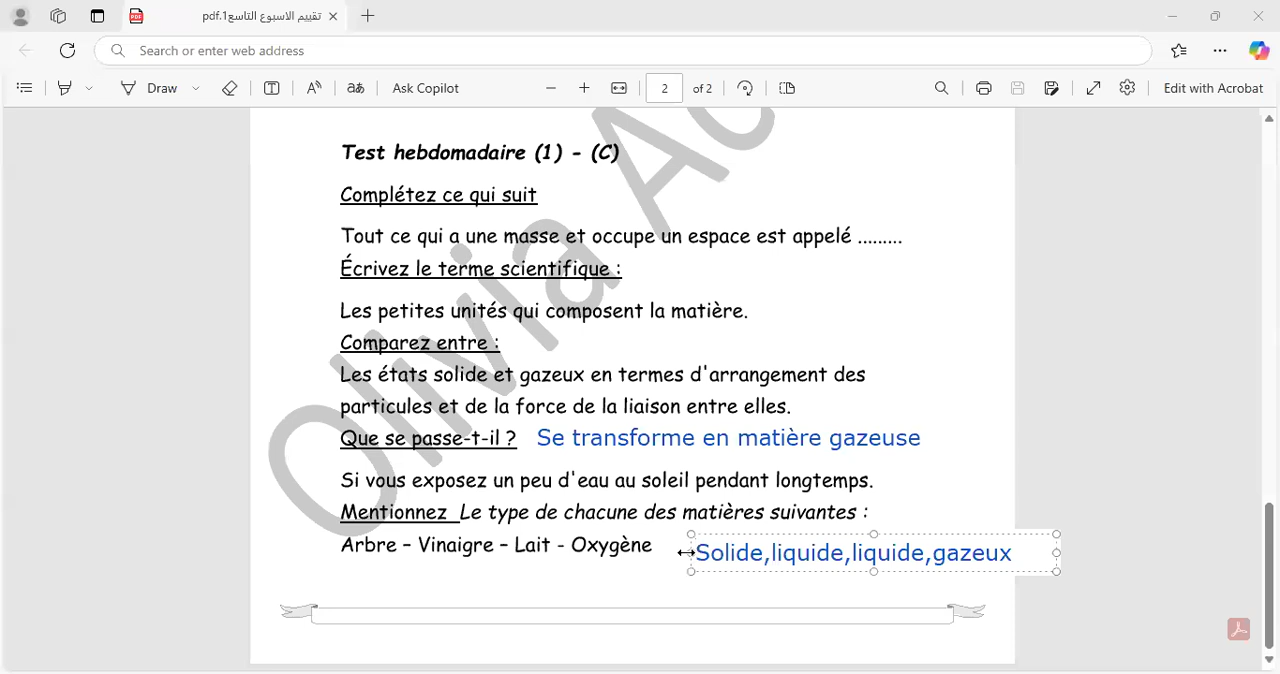 تقييم الاسبوع التاسع1.pdf
Search or enter web address
Draw
aあ
Ask Copilot
2 of 2
Edit with Acrobat
Test hebdomadaire (1) - (C)
Complétez ce qui suit
Tout ce qui a une masse et occupe un espace est appelé .........
Écrivez le terme scientifique :
Les petites unités qui composent la matière.
Comparez entre :
Les états solide et gazeux en termes d'arrangement des
particules et de la force de la liaison entre elles.
Que se passe-t-il ? Se transforme en matière gazeuse
Si vous exposez un peu d'eau au soleil pendant longtemps.
Mentionnez Le type de chacune des matières suivantes :
Arbre – Vinaigre – Lait - Oxygène Solide,liquide,liquide,gazeux
Olivia Ac